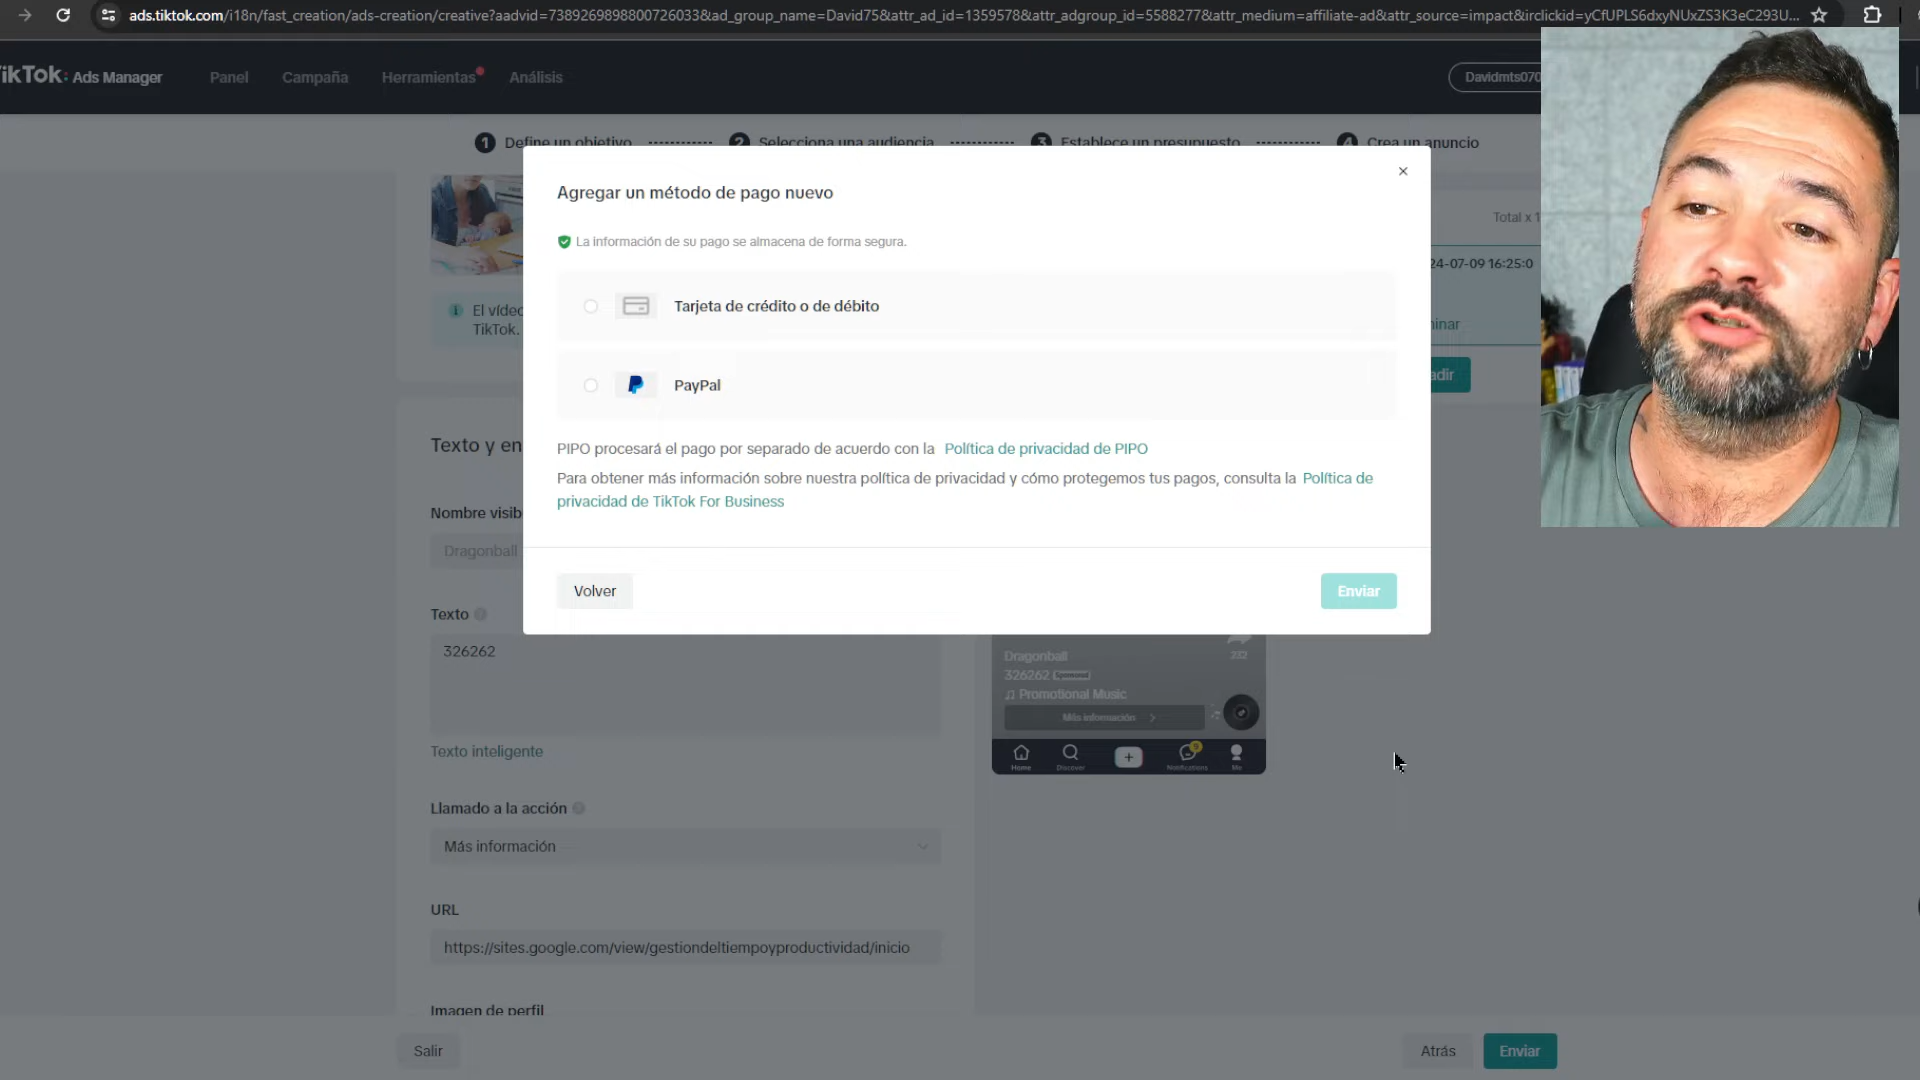 ads.tiktok.com/i18n/fast_creation/ads-creation/creative?aadvid=7389269898800726033&ad_group_name=David75&attr_ad_id=1359578&attr_adgroup_id=5588277&attr_medium=affiliate-ad&attr_source=impact&irclickid=yCfUPLS6dxyNUxZS3K3eC293U...
TikTok: Ads Manager
Panel
Campaña
Herramientas
Análisis
Davidmts070
1 Define un objetivo
2 Selecciona una audiencia
3 Establece un presupuesto
4 Crea un anuncio
Agregar un método de pago nuevo
La información de su pago se almacena de forma segura.
Tarjeta de crédito o de débito
PayPal
PIPO procesará el pago por separado de acuerdo con la Política de privacidad de PIPO
Para obtener más información sobre nuestra política de privacidad y cómo protegemos tus pagos, consulta la Política de
privacidad de TikTok For Business
Volver
Enviar
Total x 1
24-07-09 16:25:0
inar
adir
El víde
TikTok.
Texto y en
Nombre visib
Dragonball
Texto
326262
Texto inteligente
Llamado a la acción
Más información
URL
https://sites.google.com/view/gestiondeltiempoyproductividad/inicio
Imagen de perfil
232
Dragonball
326262 Sponsored
Promotional Music
Más información
9
Home
Discover
Notifications
Me
Salir
Atrás
Enviar